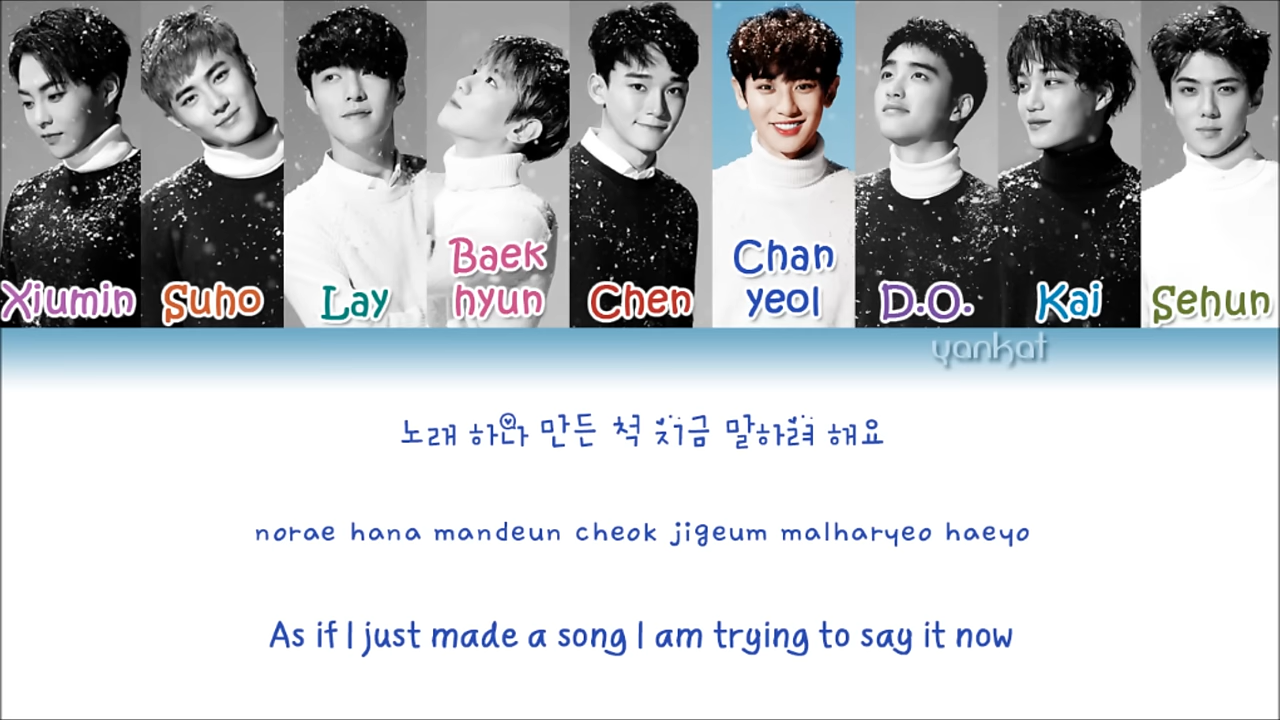 Xiumin
Suho
Lay
Baek
hyun
Chen
Chan
yeol
D.O.
Kai
Sehun
yankat
노래 하나 만든 척 지금 말하려 해요
norae hana mandeun cheok jigeum malharyeo haeyo
As if I just made a song I am trying to say it now